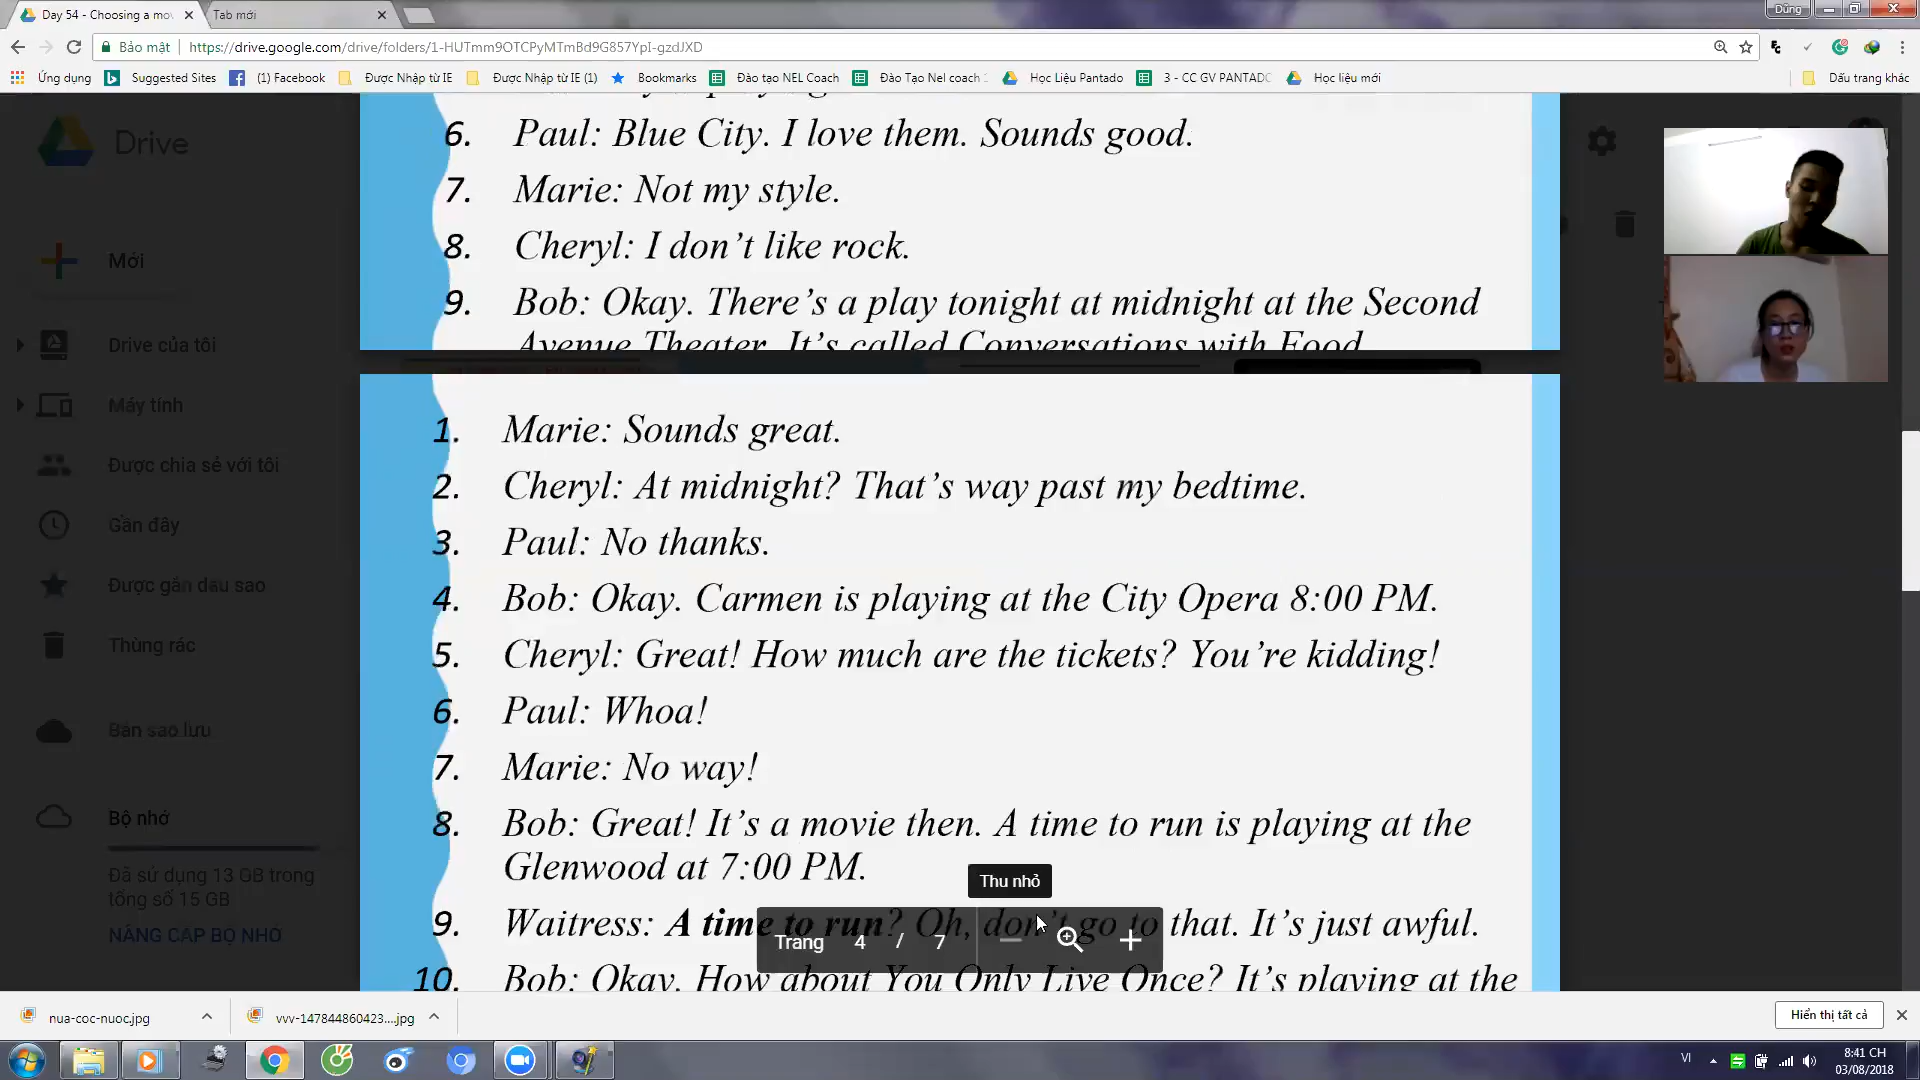 Day 54 - Choosing a mo
Tab mới
Dũng
Bảo mật
https://drive.google.com/drive/folders/1-HUTmm9OTCPyMTmBd9G857YpI-gzdJXD
Ứng dụng
Suggested Sites
(1) Facebook
Được Nhập từ IE
Được Nhập từ IE (1)
Bookmarks
Đào tạo NEL Coach
Đào Tạo Nel coach
Học Liệu Pantado
3 - CC GV PANTADO
Học liệu mới
Dấu trang khác
Drive
Mới
Drive của tôi
Máy tính
Được chia sẻ với tôi
Gần đây
Được gắn dấu sao
Thùng rác
Bản sao lưu
Bộ nhớ
Đã sử dụng 13 GB trong
tổng số 15 GB
NÂNG CẤP BỘ NHỚ
6. Paul: Blue City. I love them. Sounds good.
7. Marie: Not my style.
8. Cheryl: I don't like rock.
9. Bob: Okay. There's a play tonight at midnight at the Second
Avenue Theater. It's called Conversations with Food
1. Marie: Sounds great.
2. Cheryl: At midnight? That's way past my bedtime.
3. Paul: No thanks.
4. Bob: Okay. Carmen is playing at the City Opera 8:00 PM.
5. Cheryl: Great! How much are the tickets? You're kidding!
6. Paul: Whoa!
7. Marie: No way!
8. Bob: Great! It's a movie then. A time to run is playing at the
Glenwood at 7:00 PM.
9. Waitress: A time to run? Oh, don't go to that. It's just awful.
10. Bob: Okay. How about You Only Live Once? It's playing at the
Thu nhỏ
Trang 4 / 7
nua-coc-nuoc.jpg
vvv-147844860423....jpg
Hiển thị tất cả
VI
8:41 CH
03/08/2018